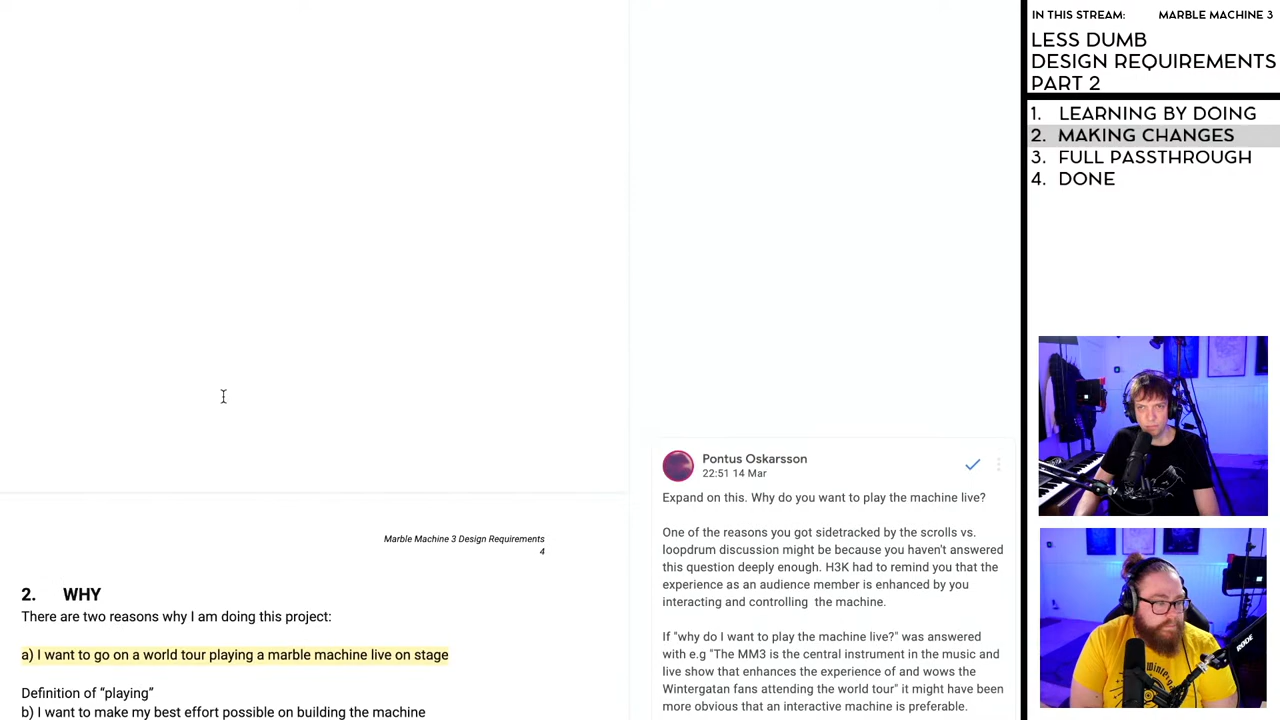 IN THIS STREAM: MARBLE MACHINE 3
LESS DUMB
DESIGN REQUIREMENTS
PART 2
1. LEARNING BY DOING
2. MAKING CHANGES
3. FULL PASSTHROUGH
4. DONE
Marble Machine 3 Design Requirements
4
2. WHY
There are two reasons why I am doing this project:
a) I want to go on a world tour playing a marble machine live on stage
Definition of “playing”
b) I want to make my best effort possible on building the machine
Pontus Oskarsson
22:51 14 Mar
Expand on this. Why do you want to play the machine live?
One of the reasons you got sidetracked by the scrolls vs.
loopdrum discussion might be because you haven't answered
this question deeply enough. H3K had to remind you that the
experience as an audience member is enhanced by you
interacting and controlling the machine.
If "why do I want to play the machine live?" was answered
with e.g "The MM3 is the central instrument in the music and
live show that enhances the experience of and wows the
Wintergatan fans attending the world tour" it might have been
more obvious that an interactive machine is preferable.
RODE